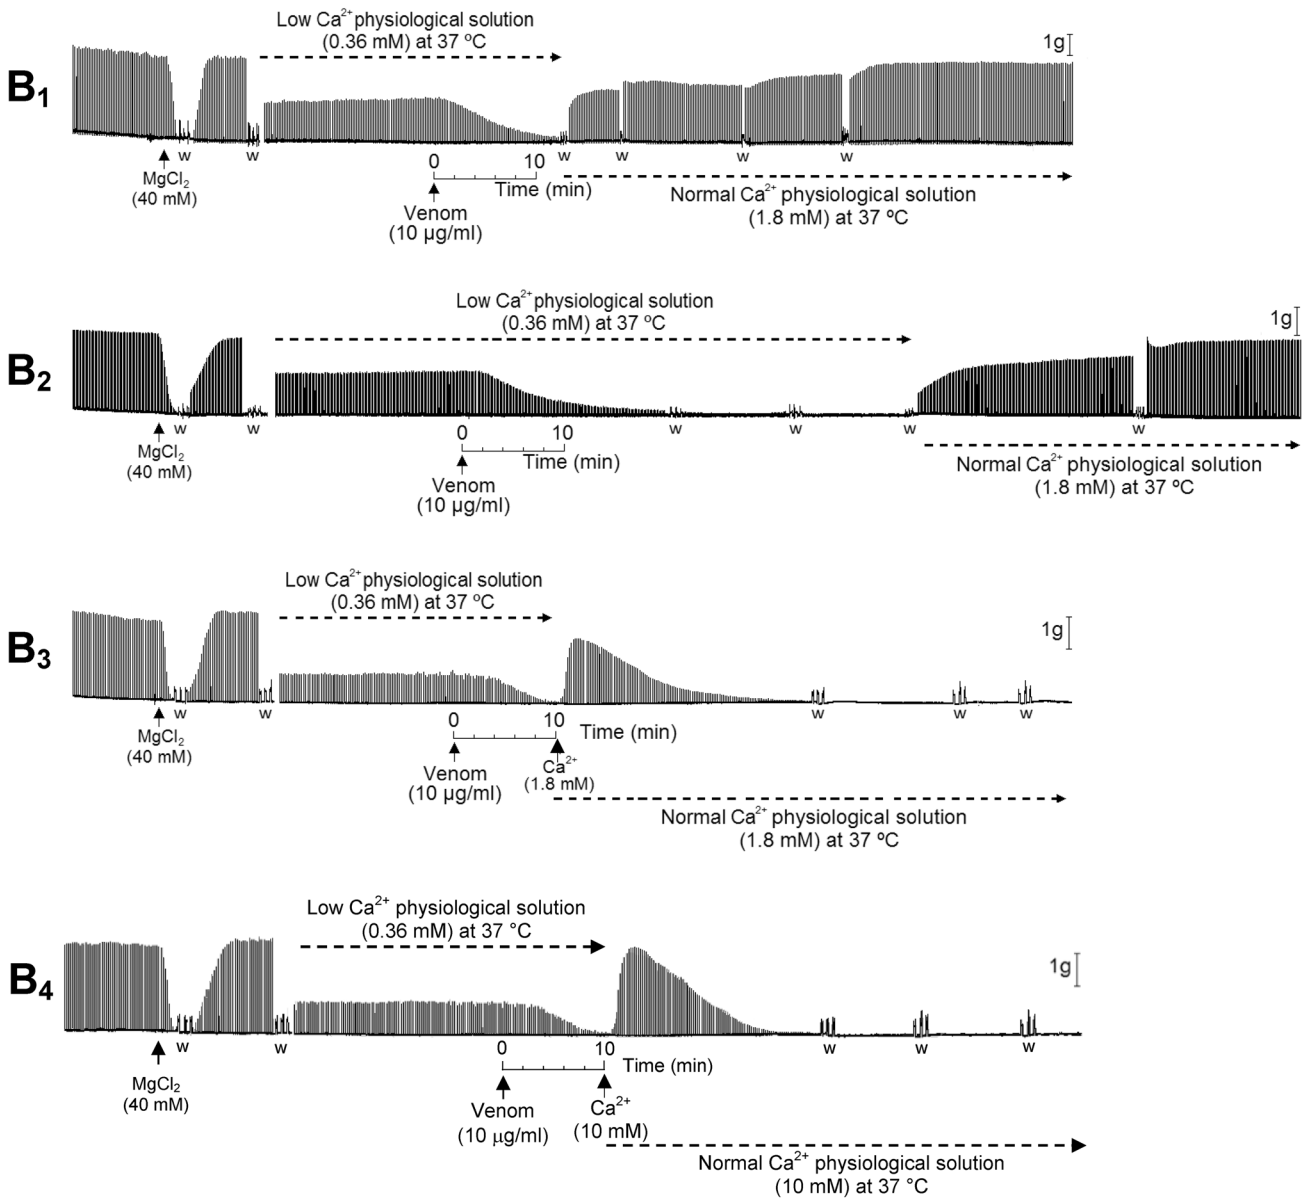 Low Ca²⁺ physiological solution
(0.36 mM) at 37 ºC
1g
B₁
w w w w w w
0 10
MgCl₂
(40 mM)
Time (min)
Venom
(10 µg/ml)
Normal Ca²⁺ physiological solution
(1.8 mM) at 37 ºC
Low Ca²⁺ physiological solution
(0.36 mM) at 37 ºC
1g
B₂
w w w w w w
0 10
MgCl₂
(40 mM)
Time (min)
Venom
(10 µg/ml)
Normal Ca²⁺ physiological solution
(1.8 mM) at 37 ºC
Low Ca²⁺ physiological solution
(0.36 mM) at 37 ºC
1g
B₃
w w w w w
0 10
Time (min)
MgCl₂
(40 mM)
Venom
(10 µg/ml)
Ca²⁺
(1.8 mM)
Normal Ca²⁺ physiological solution
(1.8 mM) at 37 ºC
Low Ca²⁺ physiological solution
(0.36 mM) at 37 °C
1g
B₄
w w w w w
0 10
Time (min)
MgCl₂
(40 mM)
Venom
(10 µg/ml)
Ca²⁺
(10 mM)
Normal Ca²⁺ physiological solution
(10 mM) at 37 °C